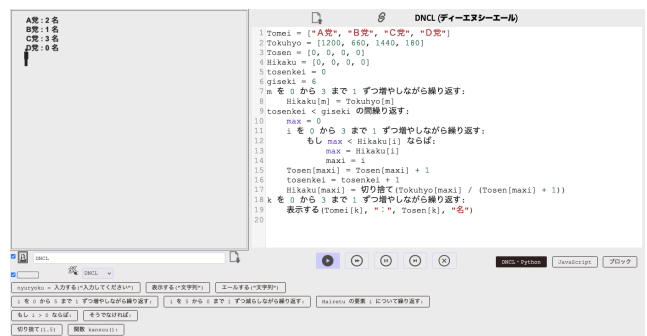 A党：2 名
B党：1 名
C党：3 名
D党：0 名
DNCL (ディーエヌシーエール)
1 Tomei = ["A党", "B党", "C党", "D党"]
2 Tokuhyo = [1200, 660, 1440, 180]
3 Tosen = [0, 0, 0, 0]
4 Hikaku = [0, 0, 0, 0]
5 tosenkei = 0
6 giseki = 6
7 m を 0 から 3 まで 1 ずつ増やしながら繰り返す:
8 Hikaku[m] = Tokuhyo[m]
9 tosenkei < giseki の間繰り返す:
10 max = 0
11 i を 0 から 3 まで 1 ずつ増やしながら繰り返す:
12 もし max < Hikaku[i] ならば:
13 max = Hikaku[i]
14 maxi = i
15 Tosen[maxi] = Tosen[maxi] + 1
16 tosenkei = tosenkei + 1
17 Hikaku[maxi] = 切り捨て(Tokuhyo[maxi] / (Tosen[maxi] + 1))
18 k を 0 から 3 まで 1 ずつ増やしながら繰り返す:
19 表示する(Tomei[k], "：", Tosen[k], "名")
20
DNCL
DNCL
DNCL・Python JavaScript ブロック
nyuryoku = 入力する("入力してください") 表示する("文字列") エールする("文字列")
i を 0 から 5 まで 1 ずつ増やしながら繰り返す: i を 5 から 0 まで 1 ずつ減らしながら繰り返す: Hairetu の要素 i について繰り返す:
もし i > 0 ならば: そうでなければ:
切り捨て(1.5) 関数 kansuu():